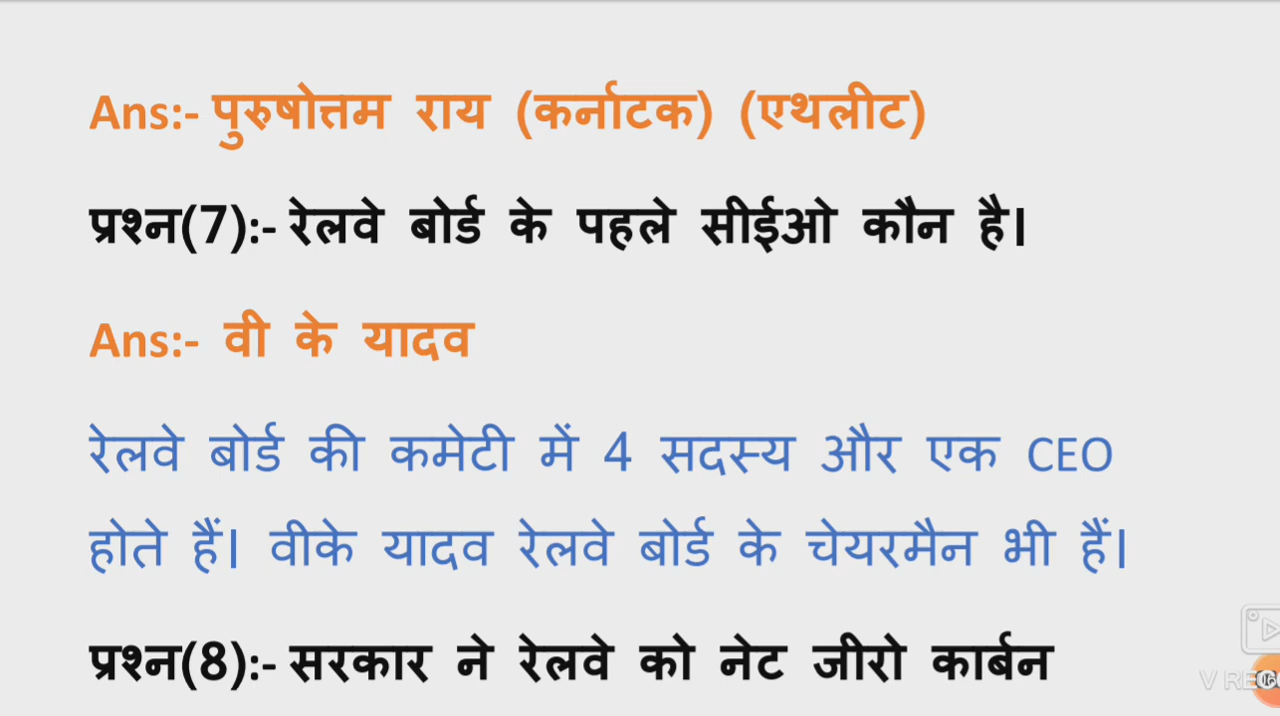 Ans:- पुरुषोत्तम राय (कर्नाटक) (एथलीट)
प्रश्न(7):- रेलवे बोर्ड के पहले सीईओ कौन है।
Ans:- वी के यादव
रेलवे बोर्ड की कमेटी में 4 सदस्य और एक CEO
होते हैं। वीके यादव रेलवे बोर्ड के चेयरमैन भी हैं।
प्रश्न(8):- सरकार ने रेलवे को नेट जीरो कार्बन